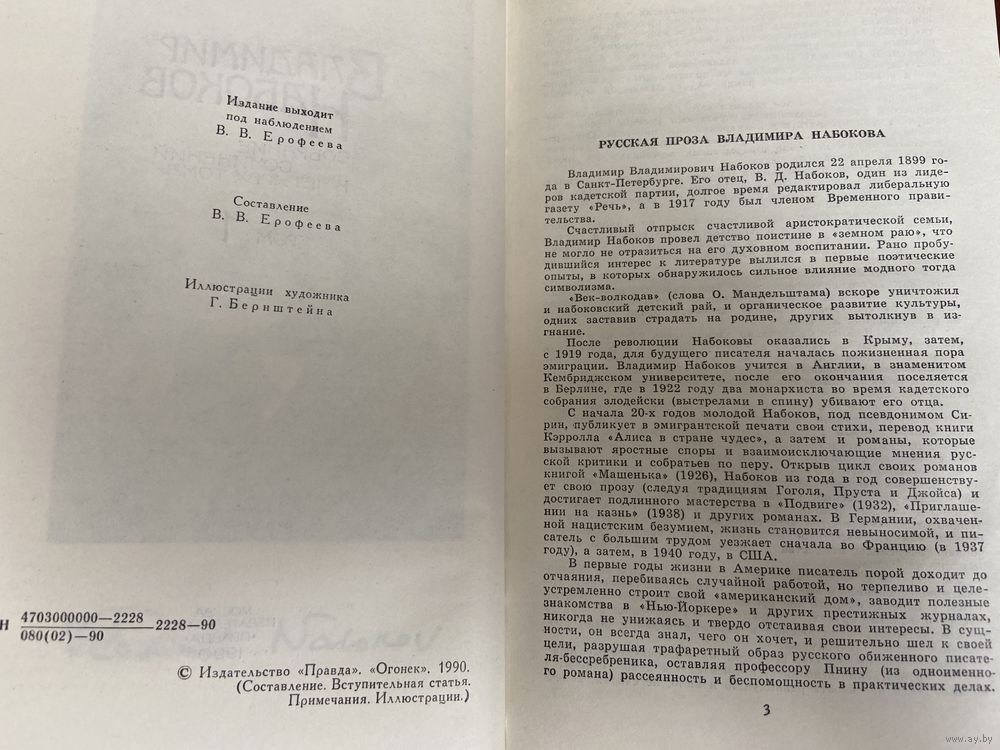 Издание выходит
под наблюдением
В. В. Ерофеева
Составление
В. В. Ерофеева
Иллюстрации художника
Г. Бернштейна
Н 4703000000—2228
080(02)—90
2228—90
© Издательство «Правда». «Огонек». 1990.
(Составление. Вступительная статья.
Примечания. Иллюстрации.)
РУССКАЯ ПРОЗА ВЛАДИМИРА НАБОКОВА
Владимир Владимирович Набоков родился 22 апреля 1899 го-
да в Санкт-Петербурге. Его отец, В. Д. Набоков, один из лиде-
ров кадетской партии, долгое время редактировал либеральную
газету «Речь», а в 1917 году был членом Временного прави-
тельства.
Счастливый отпрыск счастливой аристократической семьи,
Владимир Набоков провел детство поистине в «земном раю», что
не могло не отразиться на его духовном воспитании. Рано пробу-
дившийся интерес к литературе вылился в первые поэтические
опыты, в которых обнаружилось сильное влияние модного тогда
символизма.
«Век-волкодав» (слова О. Мандельштама) вскоре уничтожил
и набоковский детский рай, и органическое развитие культуры,
одних заставив страдать на родине, других вытолкнув в из-
гнание.
После революции Набоковы оказались в Крыму, затем,
с 1919 года, для будущего писателя началась пожизненная пора
эмиграции. Владимир Набоков учится в Англии, в знаменитом
Кембриджском университете, после его окончания поселяется
в Берлине, где в 1922 году два монархиста во время кадетского
собрания злодейски (выстрелами в спину) убивают его отца.
С начала 20-х годов молодой Набоков, под псевдонимом Си-
рин, публикует в эмигрантской печати свои стихи, перевод книги
Кэрролла «Алиса в стране чудес», а затем и романы, которые
вызывают яростные споры и взаимоисключающие мнения рус-
ской критики и собратьев по перу. Открыв цикл своих романов
книгой «Машенька» (1926), Набоков из года в год совершенству-
ет свою прозу (следуя традициям Гоголя, Пруста и Джойса) и
достигает подлинного мастерства в «Подвиге» (1932), «Приглаше-
нии на казнь» (1938) и других романах. В Германии, охвачен-
ной нацистским безумием, жизнь становится невыносимой, и пи-
сатель с большим трудом уезжает сначала во Францию (в 1937
году), а затем, в 1940 году, в США.
В первые годы жизни в Америке писатель порой доходит до
отчаяния, перебиваясь случайной работой, но терпеливо и целе-
устремленно строит свой «американский дом», заводит полезные
знакомства в «Нью-Йоркере» и других престижных журналах,
никогда не унижаясь и твердо отстаивая свои интересы. В сущ-
ности, он всегда знал, чего он хочет, и решительно шел к своей
цели, разрушая трафаретный образ русского обиженного писате-
ля-бессребреника, оставляя профессору Пнину (из одноименно-
го романа) рассеянность и беспомощность в практических делах.
3
www.ay.by